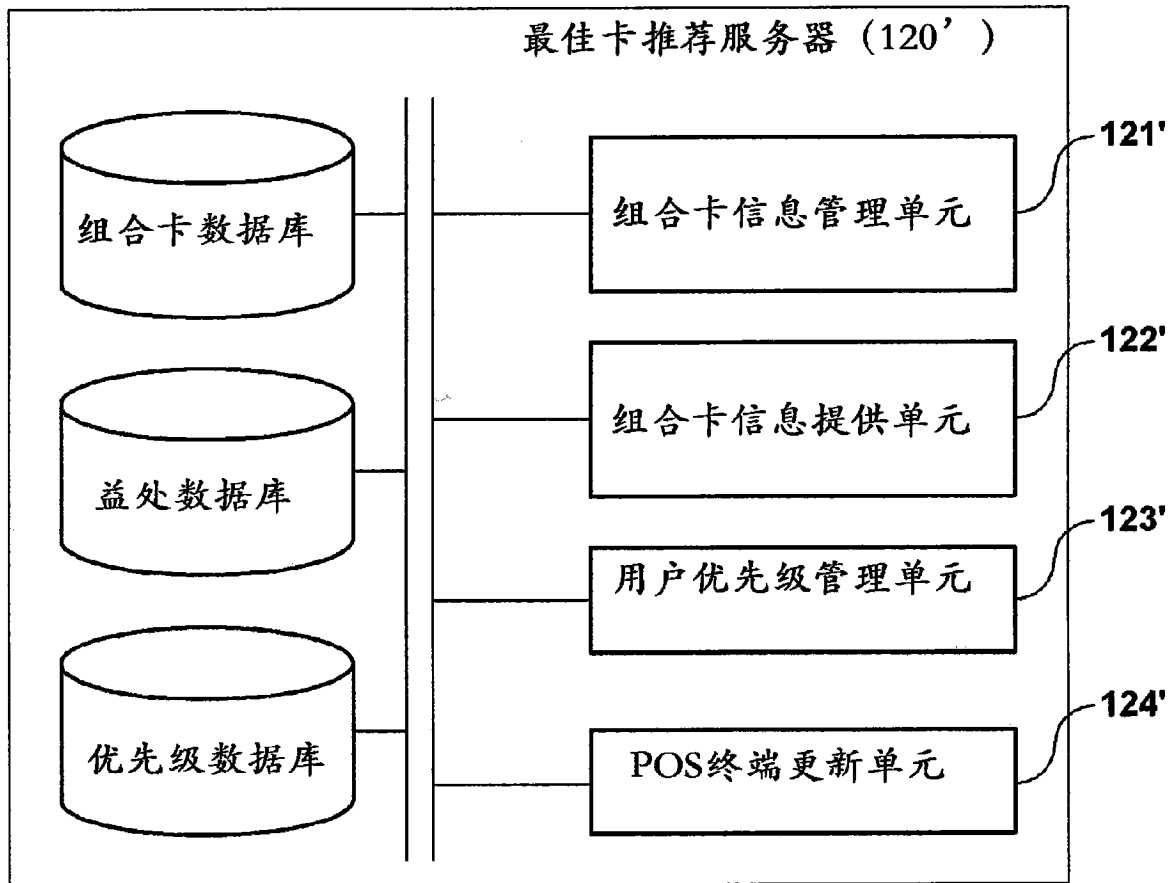 最佳卡推荐服务器（120’）
组合卡数据库
益处数据库
优先级数据库
组合卡信息管理单元
121'
组合卡信息提供单元
122'
用户优先级管理单元
123'
POS终端更新单元
124'